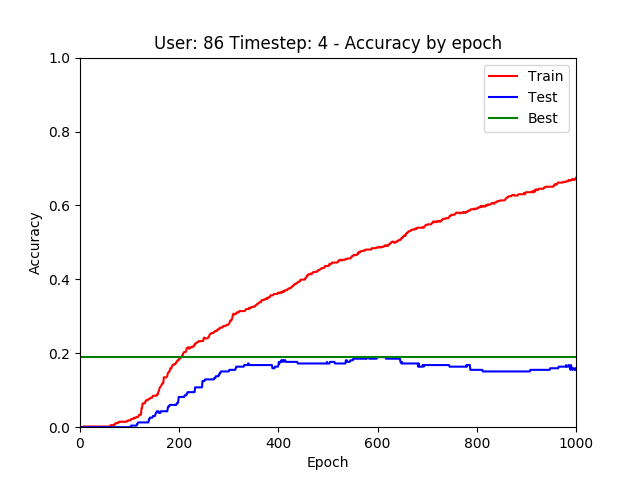 User: 86 Timestep: 4 - Accuracy by epoch
1.0
0.8
0.6
0.4
0.2
0.0
Accuracy
Train
Test
Best
0 200 400 600 800 1000
Epoch